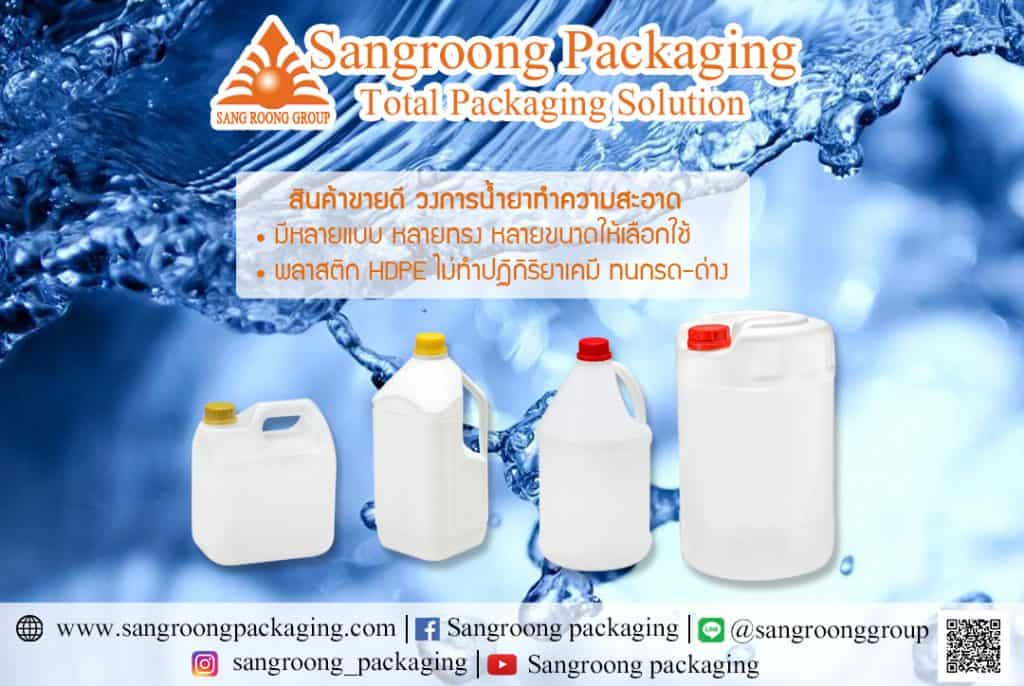 Sangroong Packaging
Total Packaging Solution
SANG ROONG GROUP
สินค้าขายดี วงการน้ำยาทำความสะอาด
• มีหลายแบบ หลายทรง หลายขนาดให้เลือกใช้
• พลาสติก HDPE ไม่ทำปฏิกิริยาเคมี ทนกรด-ด่าง
www.sangroongpackaging.com | Sangroong packaging | LINE @sangroonggroup
sangroong_packaging | Sangroong packaging